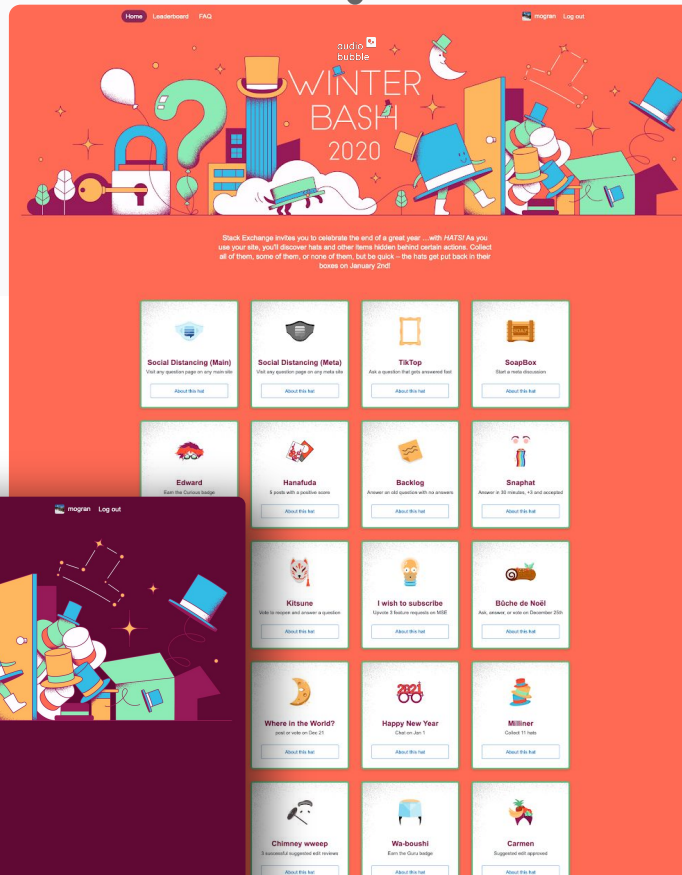 Home Leaderboard FAQ mogran Log out
audio
bubble
WINTER
BASH
2020
Stack Exchange invites you to celebrate the end of a great year ...with HATS! As you
use your site, you'll discover hats and other items hidden behind certain actions. Collect
all of them, some of them, or none of them, but be quick – the hats get put back in their
boxes on January 2nd!
Social Distancing (Main)
Visit any question page on any main site
About this hat
Social Distancing (Meta)
Visit any question page on any meta site
About this hat
TikTop
Ask a question that gets answered fast
About this hat
SoapBox
Start a meta discussion
About this hat
Edward
Earn the Curious badge
Hanafuda
5 posts with a positive score
About this hat
Backlog
Answer an old question with no answers
About this hat
Snaphat
Answer in 30 minutes, +3 and accepted
About this hat
mogran Log out
Kitsune
Vote to reopen and answer a question
About this hat
I wish to subscribe
Upvote 3 feature requests on MSE
About this hat
Bûche de Noël
Ask, answer, or vote on December 25th
About this hat
Where in the World?
post or vote on Dec 21
About this hat
2021
Happy New Year
Chat on Jan 1
About this hat
Milliner
Collect 11 hats
About this hat
Chimney wweep
3 successful suggested edit reviews
About this hat
Wa-boushi
Earn the Guru badge
About this hat
Carmen
Suggested edit approved
About this hat